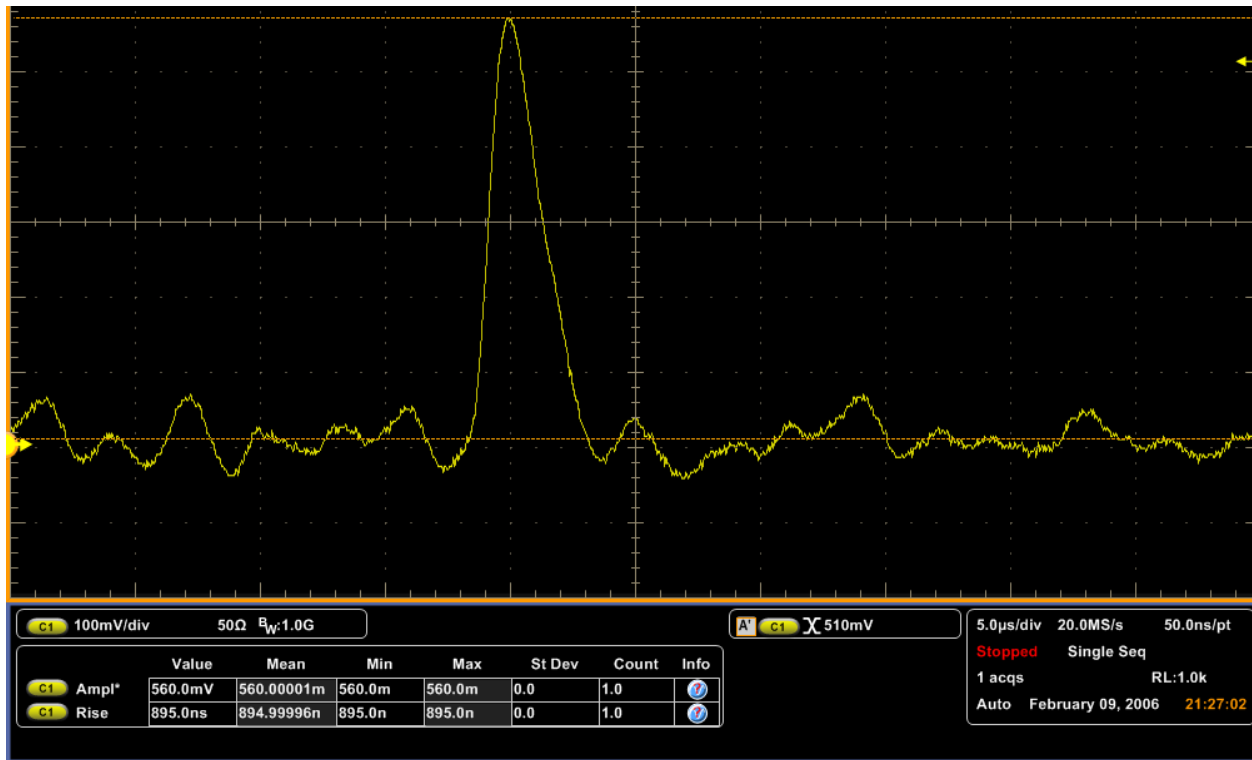 C1 100mV/div 50Ω BW:1.0G
A' C1 510mV
5.0µs/div 20.0MS/s 50.0ns/pt
Stopped Single Seq
1 acqs RL:1.0k
Auto February 09, 2006 21:27:02
Value Mean Min Max St Dev Count Info
C1 Ampl* 560.0mV 560.00001m 560.0m 560.0m 0.0 1.0
C1 Rise 895.0ns 894.99996n 895.0n 895.0n 0.0 1.0